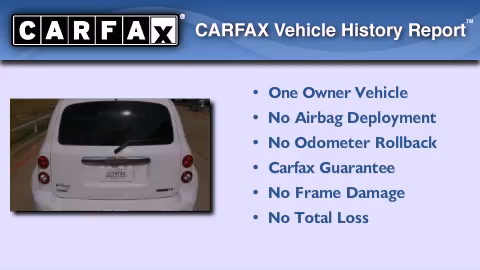 CARFAX® CARFAX Vehicle History Report™
• One Owner Vehicle
• No Airbag Deployment
• No Odometer Rollback
• Carfax Guarantee
• No Frame Damage
• No Total Loss